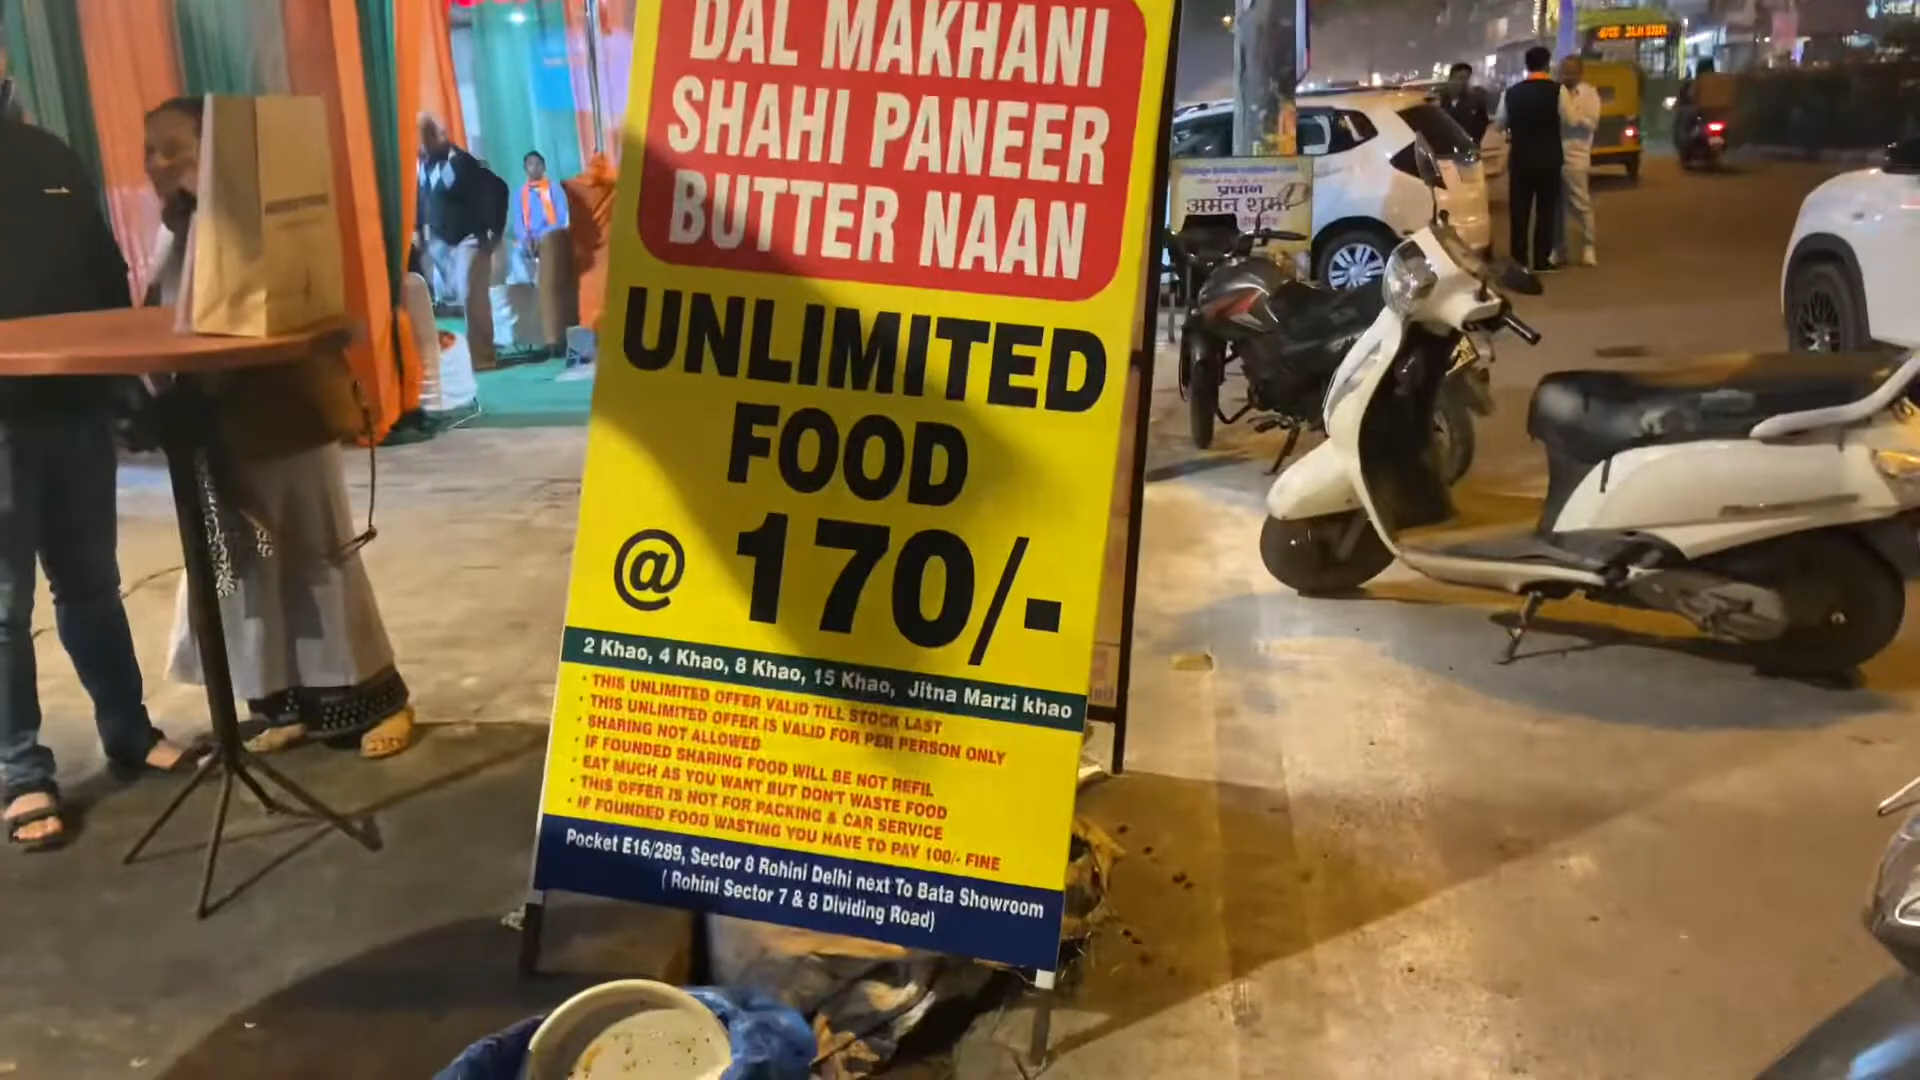 DAL MAKHANI
SHAHI PANEER
BUTTER NAAN
UNLIMITED
FOOD
@ 170/-
2 Khao, 4 Khao, 8 Khao, 15 Khao, Jitna Marzi khao
• THIS UNLIMITED OFFER VALID TILL STOCK LAST
• THIS UNLIMITED OFFER IS VALID FOR PER PERSON ONLY
• SHARING NOT ALLOWED
• IF FOUNDED SHARING FOOD WILL BE NOT REFIL
• EAT MUCH AS YOU WANT BUT DON'T WASTE FOOD
• THIS OFFER IS NOT FOR PACKING & CAR SERVICE
• IF FOUNDED FOOD WASTING YOU HAVE TO PAY 100/- FINE
Pocket E16/289, Sector 8 Rohini Delhi next To Bata Showroom
( Rohini Sector 7 & 8 Dividing Road)
प्रधान
अमन शर्मा